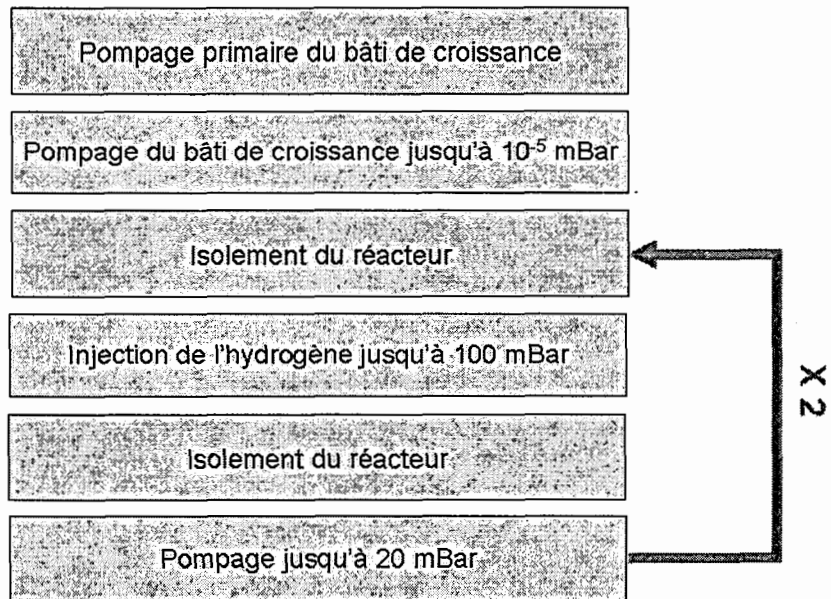 Pompage primaire du bâti de croissance
Pompage du bâti de croissance jusqu'à 10⁻⁵ mBar
Isolement du réacteur
Injection de l'hydrogène jusqu'à 100 mBar
Isolement du réacteur
Pompage jusqu'à 20 mBar
X 2